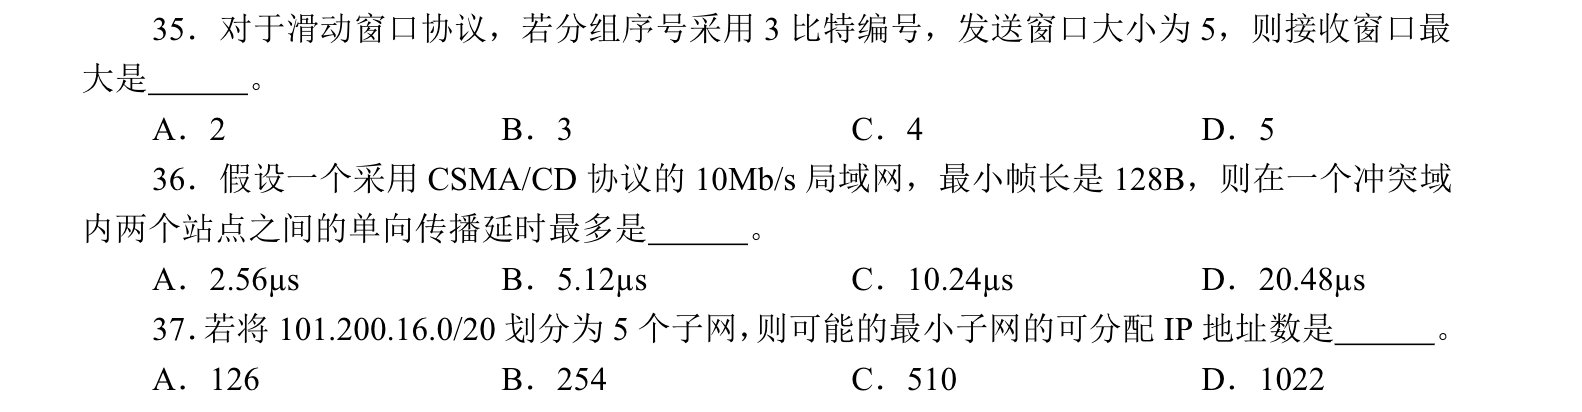 35．对于滑动窗口协议，若分组序号采用 3 比特编号，发送窗口大小为 5，则接收窗口最
大是______。
A．2 B．3 C．4 D．5
36．假设一个采用 CSMA/CD 协议的 10Mb/s 局域网，最小帧长是 128B，则在一个冲突域
内两个站点之间的单向传播延时最多是______。
A．2.56μs B．5.12μs C．10.24μs D．20.48μs
37．若将 101.200.16.0/20 划分为 5 个子网，则可能的最小子网的可分配 IP 地址数是______。
A．126 B．254 C．510 D．1022